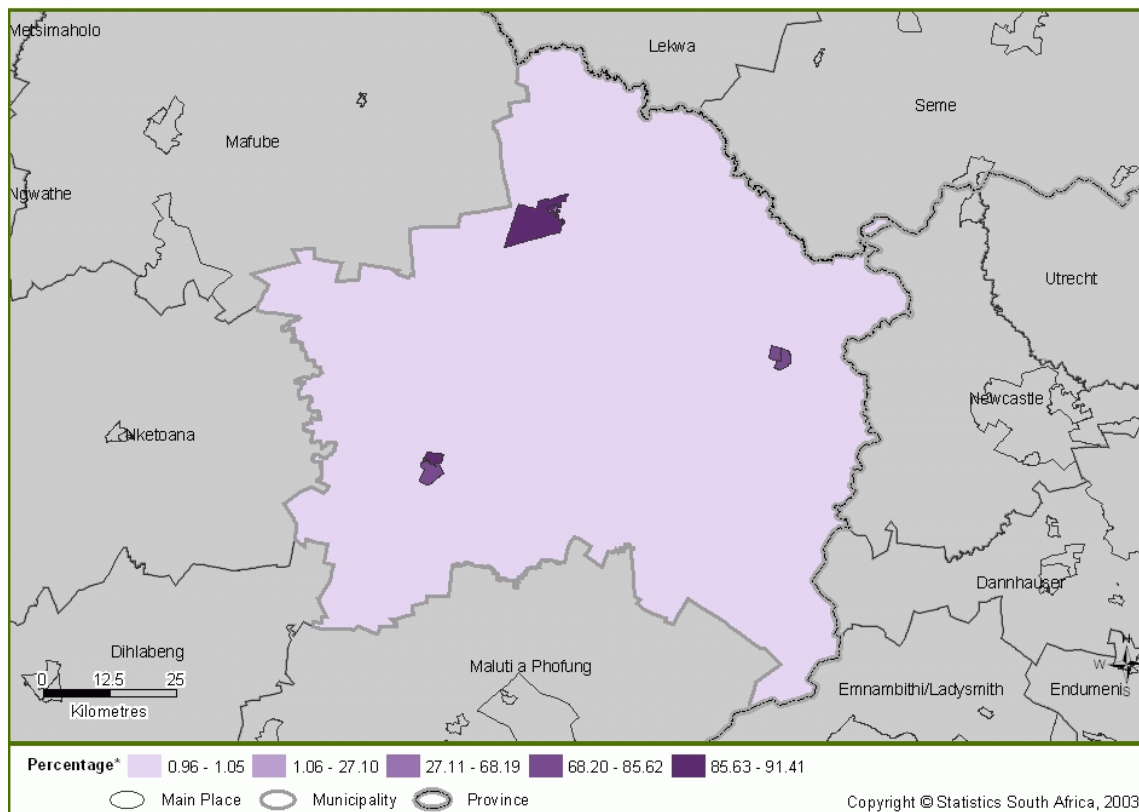 Metsimaholo
Lekwa
Seme
Mafube
Ngwathe
Utrecht
Newcastle
Nketoana
Dannhauser
Dihlabeng
Maluti a Phofung
W
Emnambithi/Ladysmith
Endumeni
S
0 12.5 25
Kilometres
Percentage* 0.96 - 1.05 1.06 - 27.10 27.11 - 68.19 68.20 - 85.62 85.63 - 91.41
Main Place Municipality Province
Copyright © Statistics South Africa, 2003